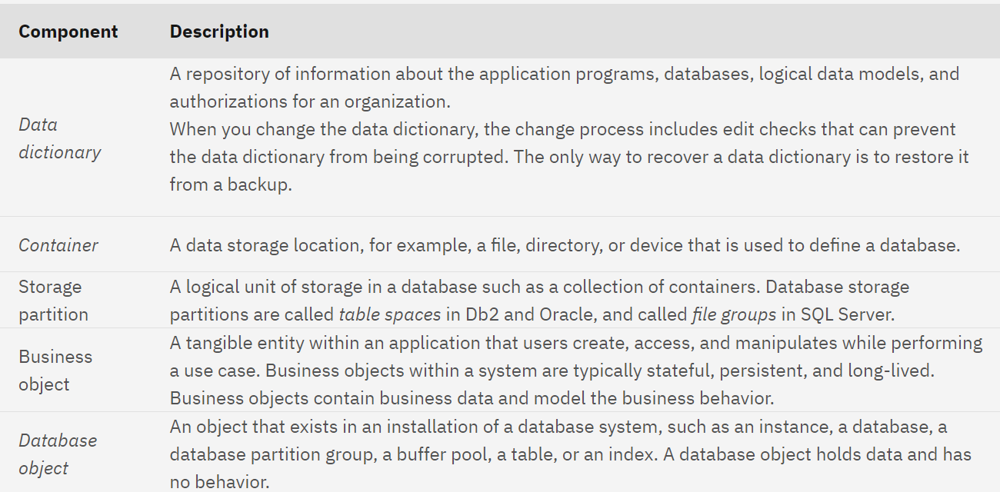 Component Description
Data
dictionary
A repository of information about the application programs, databases, logical data models, and
authorizations for an organization.
When you change the data dictionary, the change process includes edit checks that can prevent
the data dictionary from being corrupted. The only way to recover a data dictionary is to restore it
from a backup.
Container
A data storage location, for example, a file, directory, or device that is used to define a database.
Storage
partition
A logical unit of storage in a database such as a collection of containers. Database storage
partitions are called table spaces in Db2 and Oracle, and called file groups in SQL Server.
Business
object
A tangible entity within an application that users create, access, and manipulates while performing
a use case. Business objects within a system are typically stateful, persistent, and long-lived.
Business objects contain business data and model the business behavior.
Database
object
An object that exists in an installation of a database system, such as an instance, a database, a
database partition group, a buffer pool, a table, or an index. A database object holds data and has
no behavior.